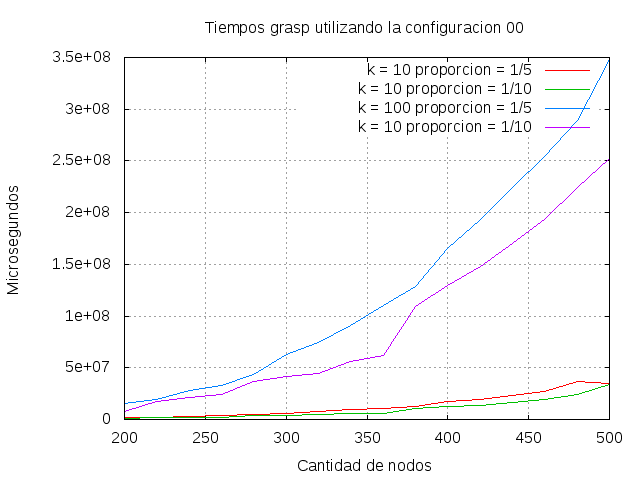 Tiempos grasp utilizando la configuracion 00
3.5e+08
3e+08
2.5e+08
2e+08
1.5e+08
1e+08
5e+07
0
k = 10 proporcion = 1/5
k = 10 proporcion = 1/10
k = 100 proporcion = 1/5
k = 10 proporcion = 1/10
Microsegundos
200 250 300 350 400 450 500
Cantidad de nodos